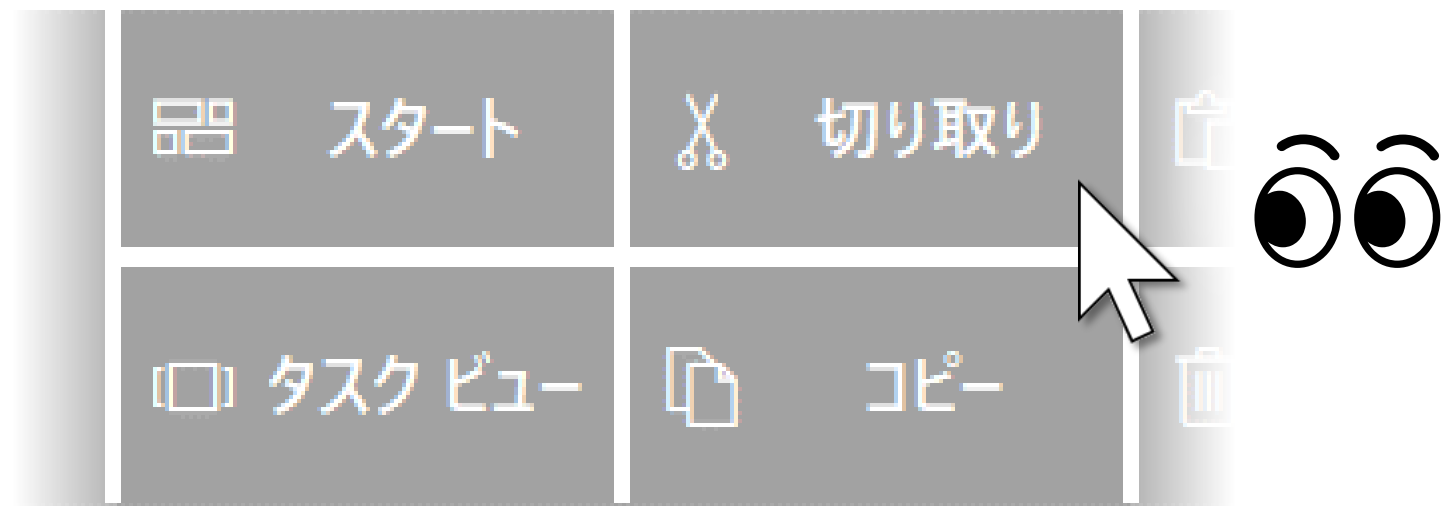 スタート
切り取り
タスク ビュー
コピー